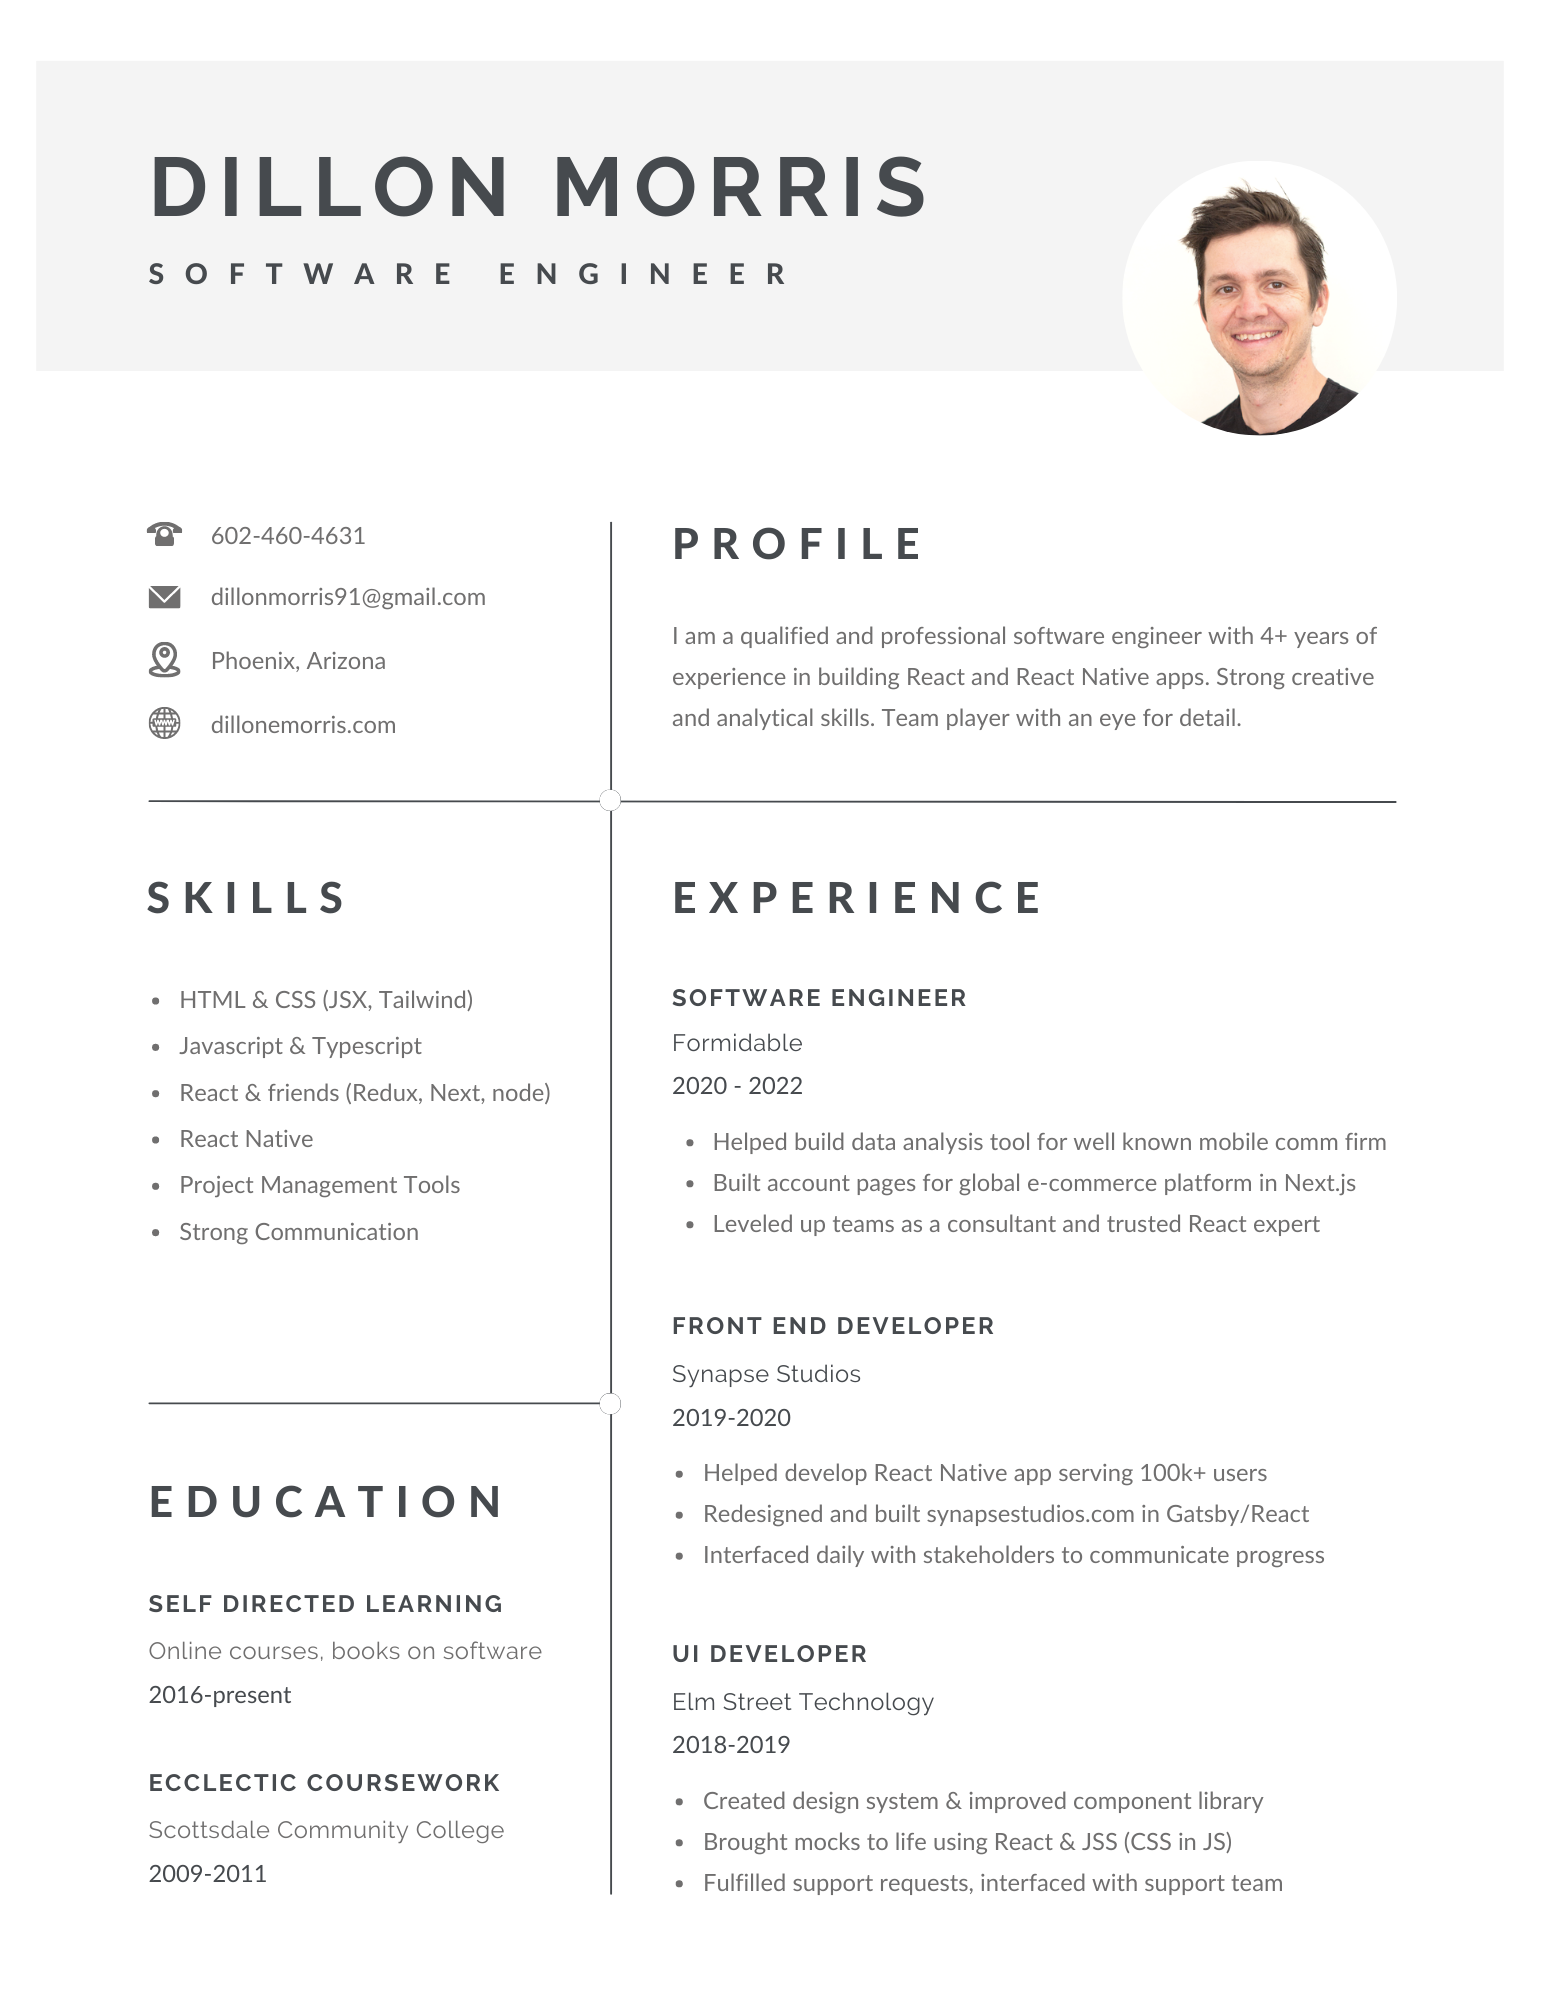 DILLON MORRIS
SOFTWARE ENGINEER
602-460-4631
dillonmorris91@gmail.com
Phoenix, Arizona
dillonemorris.com
PROFILE
I am a qualified and professional software engineer with 4+ years of
experience in building React and React Native apps. Strong creative
and analytical skills. Team player with an eye for detail.
SKILLS
• HTML & CSS (JSX, Tailwind)
• Javascript & Typescript
• React & friends (Redux, Next, node)
• React Native
• Project Management Tools
• Strong Communication
EDUCATION
SELF DIRECTED LEARNING
Online courses, books on software
2016-present
ECCLECTIC COURSEWORK
Scottsdale Community College
2009-2011
EXPERIENCE
SOFTWARE ENGINEER
Formidable
2020 - 2022
• Helped build data analysis tool for well known mobile comm firm
• Built account pages for global e-commerce platform in Next.js
• Leveled up teams as a consultant and trusted React expert
FRONT END DEVELOPER
Synapse Studios
2019-2020
• Helped develop React Native app serving 100k+ users
• Redesigned and built synapsestudios.com in Gatsby/React
• Interfaced daily with stakeholders to communicate progress
UI DEVELOPER
Elm Street Technology
2018-2019
• Created design system & improved component library
• Brought mocks to life using React & JSS (CSS in JS)
• Fulfilled support requests, interfaced with support team